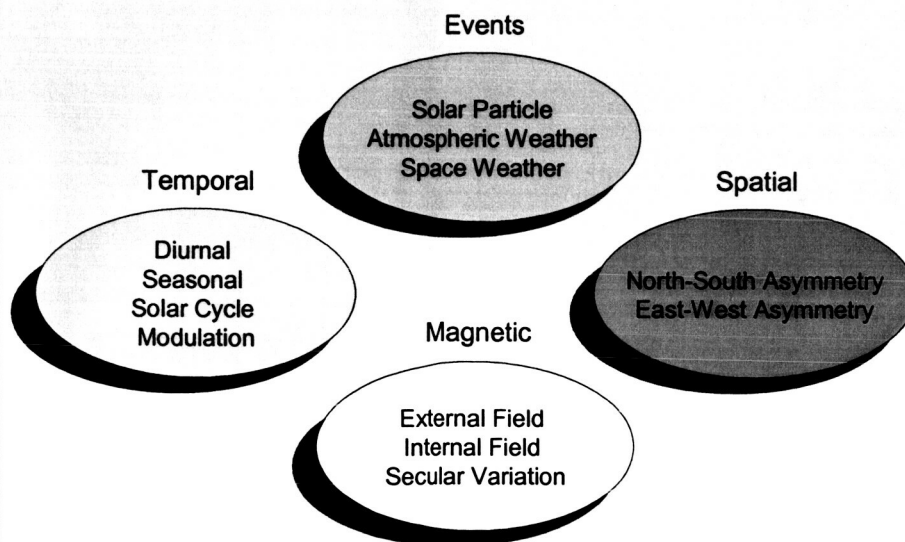 Events
Solar Particle
Atmospheric Weather
Space Weather
Temporal
Diurnal
Seasonal
Solar Cycle
Modulation
Spatial
North-South Asymmetry
East-West Asymmetry
Magnetic
External Field
Internal Field
Secular Variation